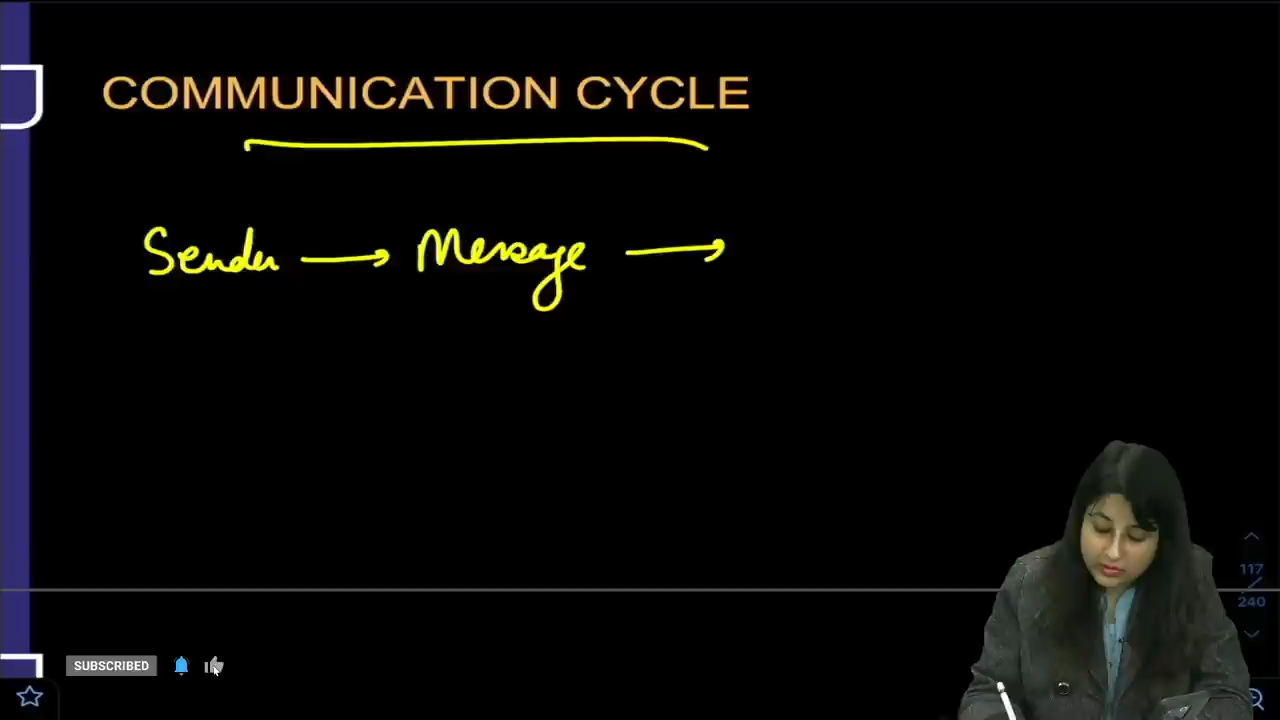 COMMUNICATION CYCLE
Sender → Message →
117
240
SUBSCRIBED